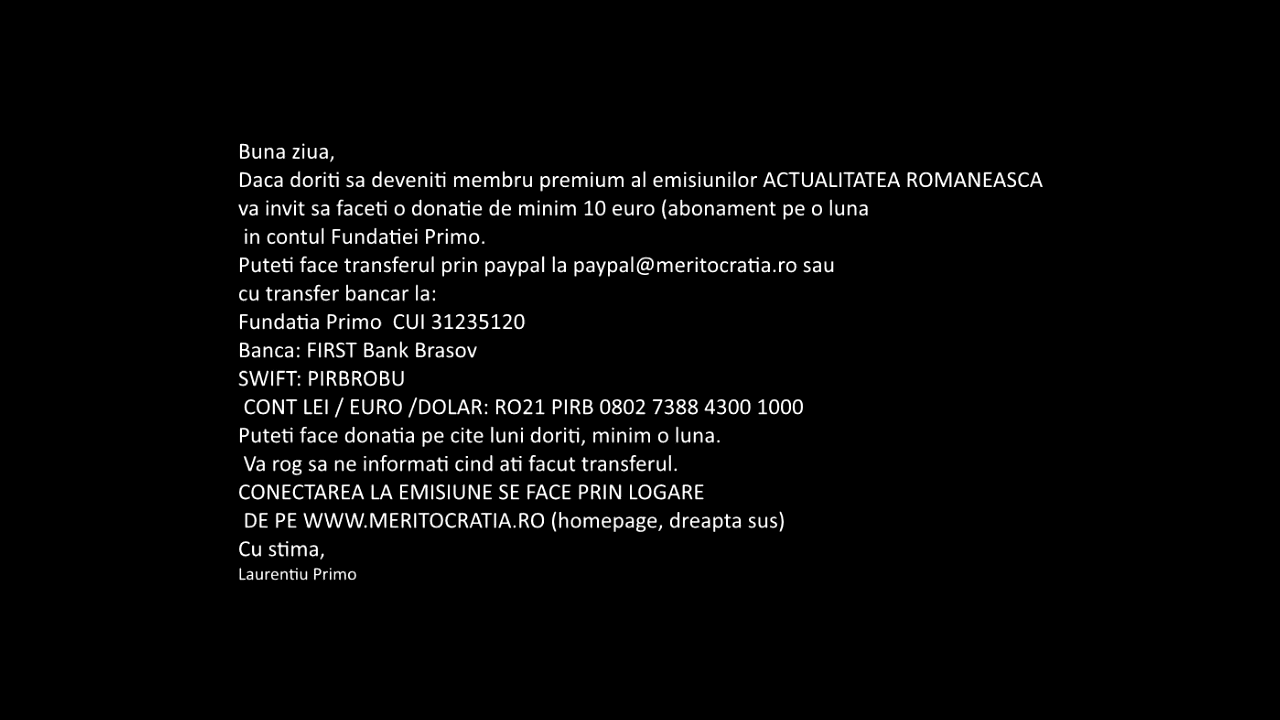 Buna ziua,
Daca doriti sa deveniti membru premium al emisiunilor ACTUALITATEA ROMANEASCA
va invit sa faceti o donatie de minim 10 euro (abonament pe o luna
in contul Fundatiei Primo.
Puteti face transferul prin paypal la paypal@meritocratia.ro sau
cu transfer bancar la:
Fundatia Primo  CUI 31235120
Banca: FIRST Bank Brasov
SWIFT: PIRBROBU
CONT LEI / EURO /DOLAR: RO21 PIRB 0802 7388 4300 1000
Puteti face donatia pe cite luni doriti, minim o luna.
Va rog sa ne informati cind ati facut transferul.
CONECTAREA LA EMISIUNE SE FACE PRIN LOGARE
DE PE WWW.MERITOCRATIA.RO (homepage, dreapta sus)
Cu stima,
Laurentiu Primo